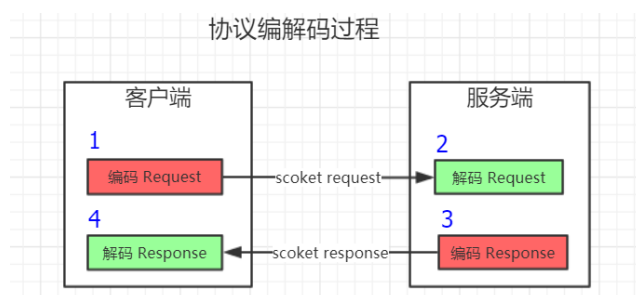 协议编解码过程
客户端
服务端
1
2
编码 Request
scoket request
解码 Request
4
3
解码 Response
scoket response
编码 Response